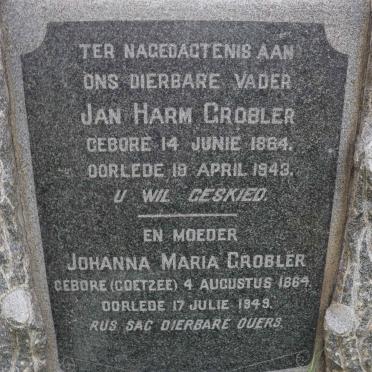 TER NAGEDAGTENIS AAN
ONS DIERBARE VADER
JAN HARM GROBLER
GEBORE 14 JUNIE 1864.
OORLEDE 19 APRIL 1943.
U WIL GESKIED.
EN MOEDER
JOHANNA MARIA GROBLER
GEBORE (COETZEE) 4 AUGUSTUS 1864.
OORLEDE 17 JULIE 1949.
RUS SAG DIERBARE OUERS.